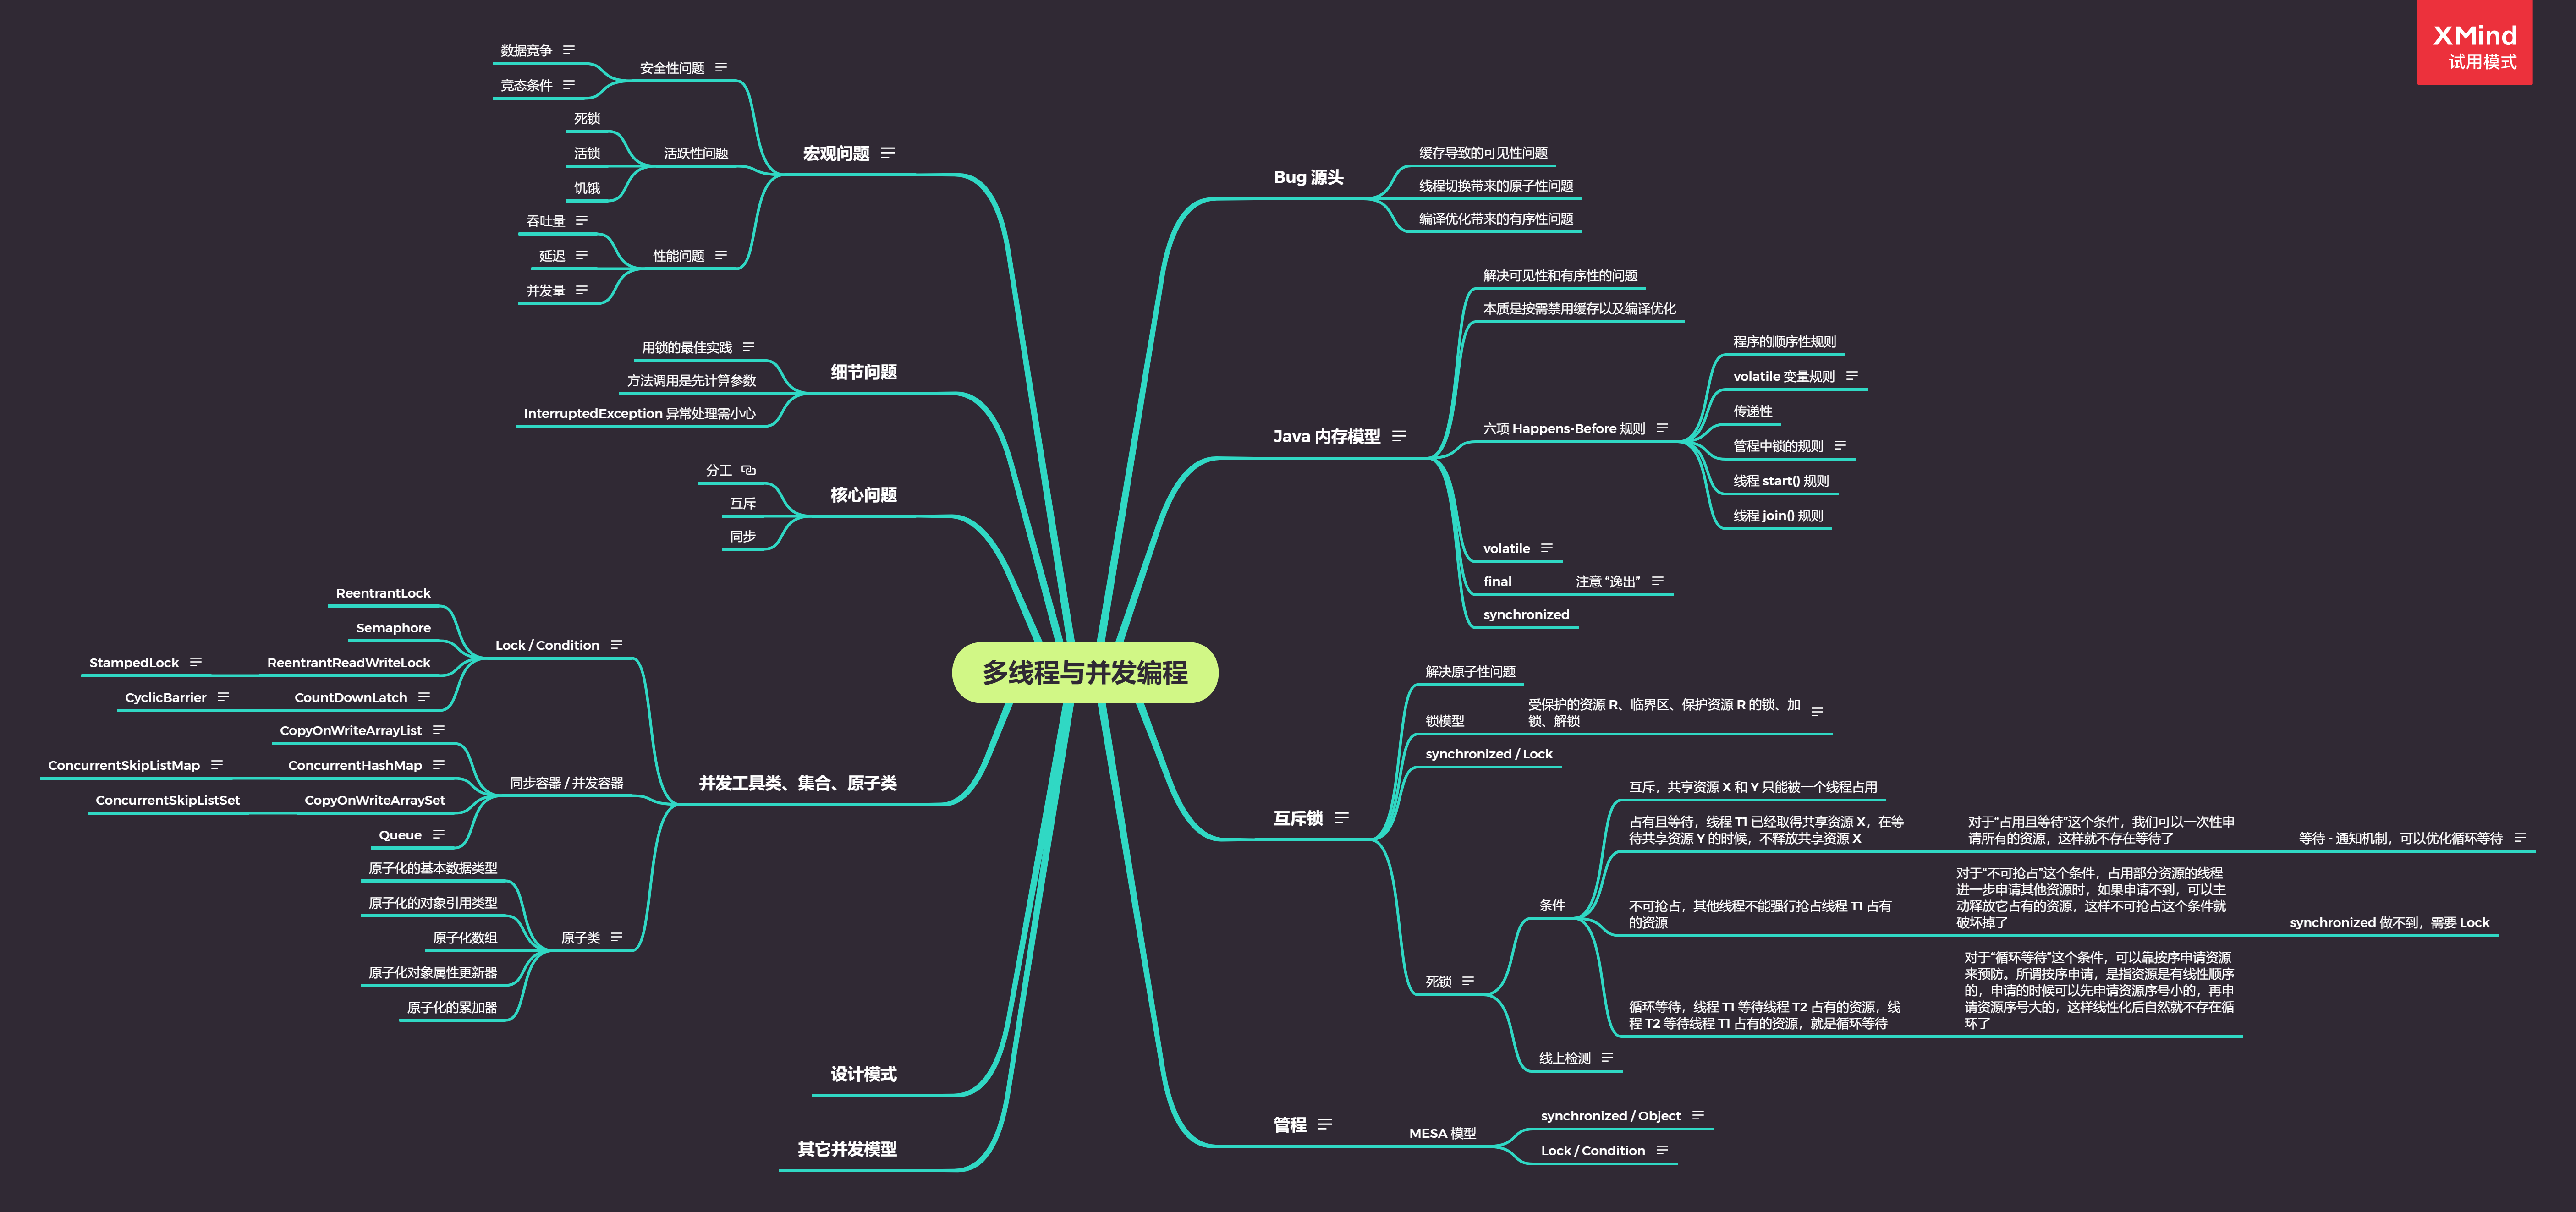 XMind
试用模式
多线程与并发编程
Bug 源头
缓存导致的可见性问题
线程切换带来的原子性问题
编译优化带来的有序性问题
Java 内存模型
解决可见性和有序性的问题
本质是按需禁用缓存以及编译优化
六项 Happens-Before 规则
程序的顺序性规则
volatile 变量规则
传递性
管程中锁的规则
线程 start() 规则
线程 join() 规则
volatile
final
注意 “逸出”
synchronized
互斥锁
解决原子性问题
锁模型
受保护的资源 R、临界区、保护资源 R 的锁、加
锁、解锁
synchronized / Lock
死锁
条件
互斥，共享资源 X 和 Y 只能被一个线程占用
占有且等待，线程 T1 已经取得共享资源 X，在等
待共享资源 Y 的时候，不释放共享资源 X
对于“占用且等待”这个条件，我们可以一次性申
请所有的资源，这样就不存在等待了
等待 - 通知机制，可以优化循环等待
不可抢占，其他线程不能强行抢占线程 T1 占有
的资源
对于“不可抢占”这个条件，占用部分资源的线程
进一步申请其他资源时，如果申请不到，可以主
动释放它占有的资源，这样不可抢占这个条件就
破坏掉了
synchronized 做不到，需要 Lock
循环等待，线程 T1 等待线程 T2 占有的资源，线
程 T2 等待线程 T1 占有的资源，就是循环等待
对于“循环等待”这个条件，可以靠按序申请资源
来预防。所谓按序申请，是指资源是有线性顺序
的，申请的时候可以先申请资源序号小的，再申
请资源序号大的，这样线性化后自然就不存在循
环了
线上检测
管程
MESA 模型
synchronized / Object
Lock / Condition
宏观问题
安全性问题
数据竞争
竞态条件
活跃性问题
死锁
活锁
饥饿
性能问题
吞吐量
延迟
并发量
细节问题
用锁的最佳实践
方法调用是先计算参数
InterruptedException 异常处理需小心
核心问题
分工
互斥
同步
并发工具类、集合、原子类
Lock / Condition
ReentrantLock
Semaphore
ReentrantReadWriteLock
StampedLock
CountDownLatch
CyclicBarrier
同步容器 / 并发容器
CopyOnWriteArrayList
ConcurrentHashMap
ConcurrentSkipListMap
CopyOnWriteArraySet
ConcurrentSkipListSet
Queue
原子类
原子化的基本数据类型
原子化的对象引用类型
原子化数组
原子化对象属性更新器
原子化的累加器
设计模式
其它并发模型